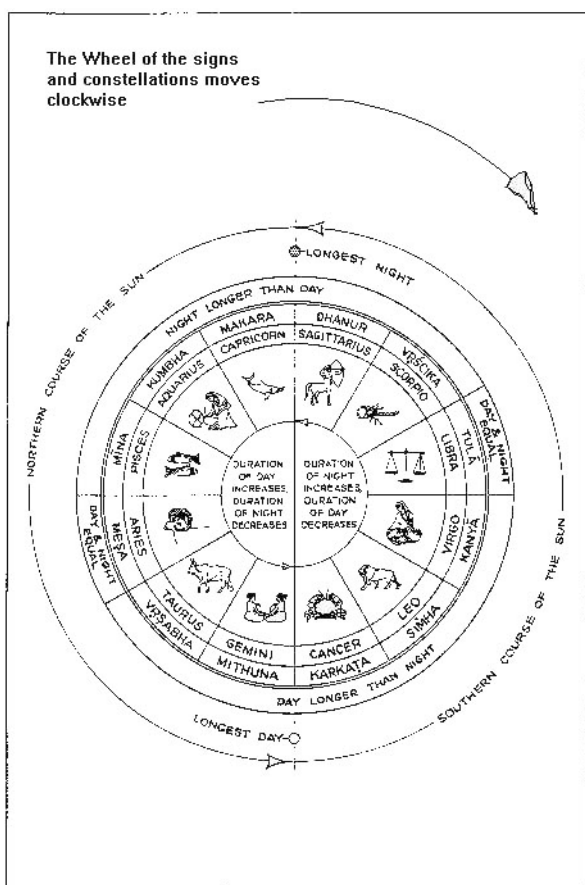 The Wheel of the signs
and constellations moves
clockwise
LONGEST NIGHT
NORTHERN COURSE OF THE SUN
SOUTHERN COURSE OF THE SUN
NIGHT LONGER THAN DAY
MAKARA
CAPRICORN
DHANUR
SAGITTARIUS
VṚŚCIKA
SCORPIO
KUMBHA
AQUARIUS
TULĀ
LIBRA
DAY & NIGHT
EQUAL
MINA
PISCES
DURATION
OF DAY
INCREASES,
DURATION
OF NIGHT
DECREASES
DURATION
OF NIGHT
INCREASES,
DURATION
OF DAY
DECREASES
ARIES
MEṢA
DAY & NIGHT
EQUAL
VIRGO
KANYA
TAURUS
VṚṢABHA
LEO
SIṀHA
GEMINI
MITHUNA
CANCER
KARKAṬA
DAY LONGER THAN NIGHT
LONGEST DAY